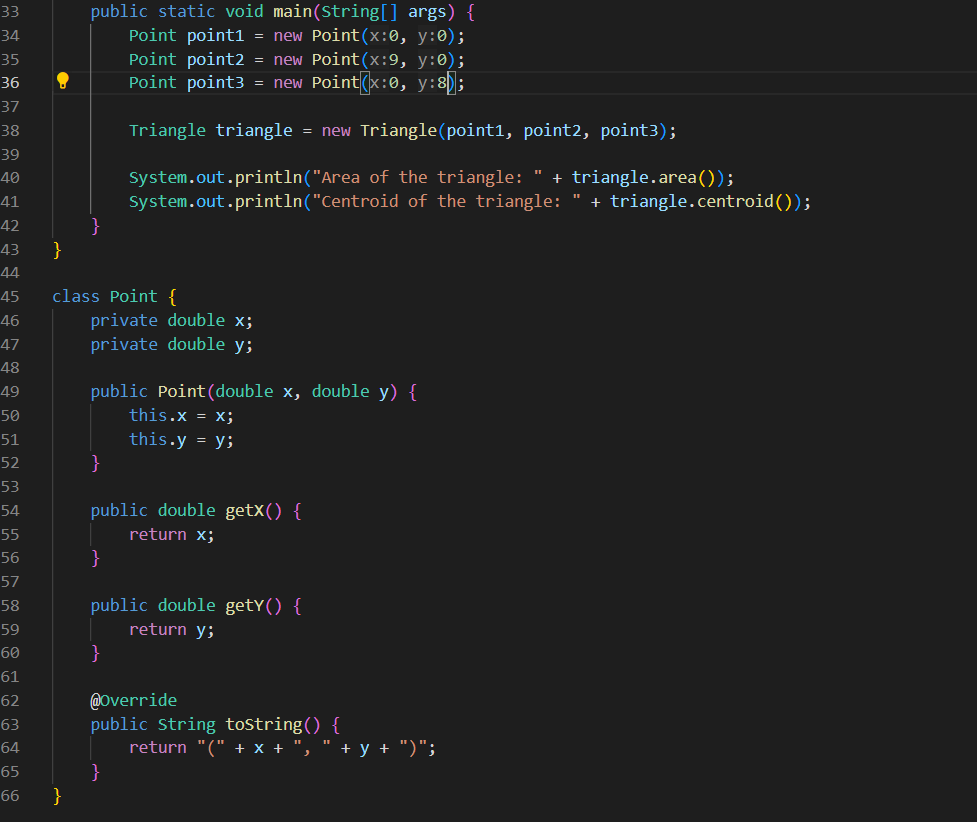 33 public static void main(String[] args) {
34 Point point1 = new Point(x:0, y:0);
35 Point point2 = new Point(x:9, y:0);
36 Point point3 = new Point(x:0, y:8);
37
38 Triangle triangle = new Triangle(point1, point2, point3);
39
40 System.out.println("Area of the triangle: " + triangle.area());
41 System.out.println("Centroid of the triangle: " + triangle.centroid());
42 }
43 }
44
45 class Point {
46 private double x;
47 private double y;
48
49 public Point(double x, double y) {
50 this.x = x;
51 this.y = y;
52 }
53
54 public double getX() {
55 return x;
56 }
57
58 public double getY() {
59 return y;
60 }
61
62 @Override
63 public String toString() {
64 return "(" + x + ", " + y + ")";
65 }
66 }